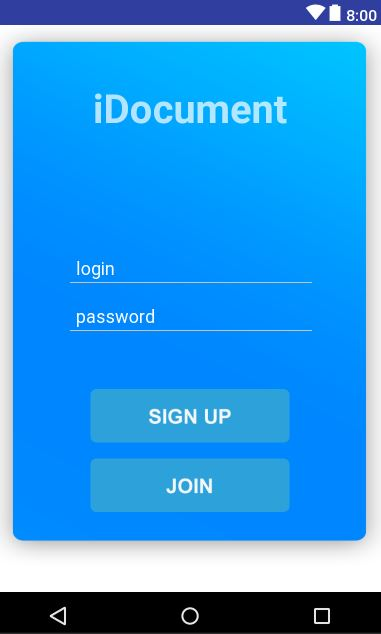 8:00
iDocument
login
password
SIGN UP
JOIN